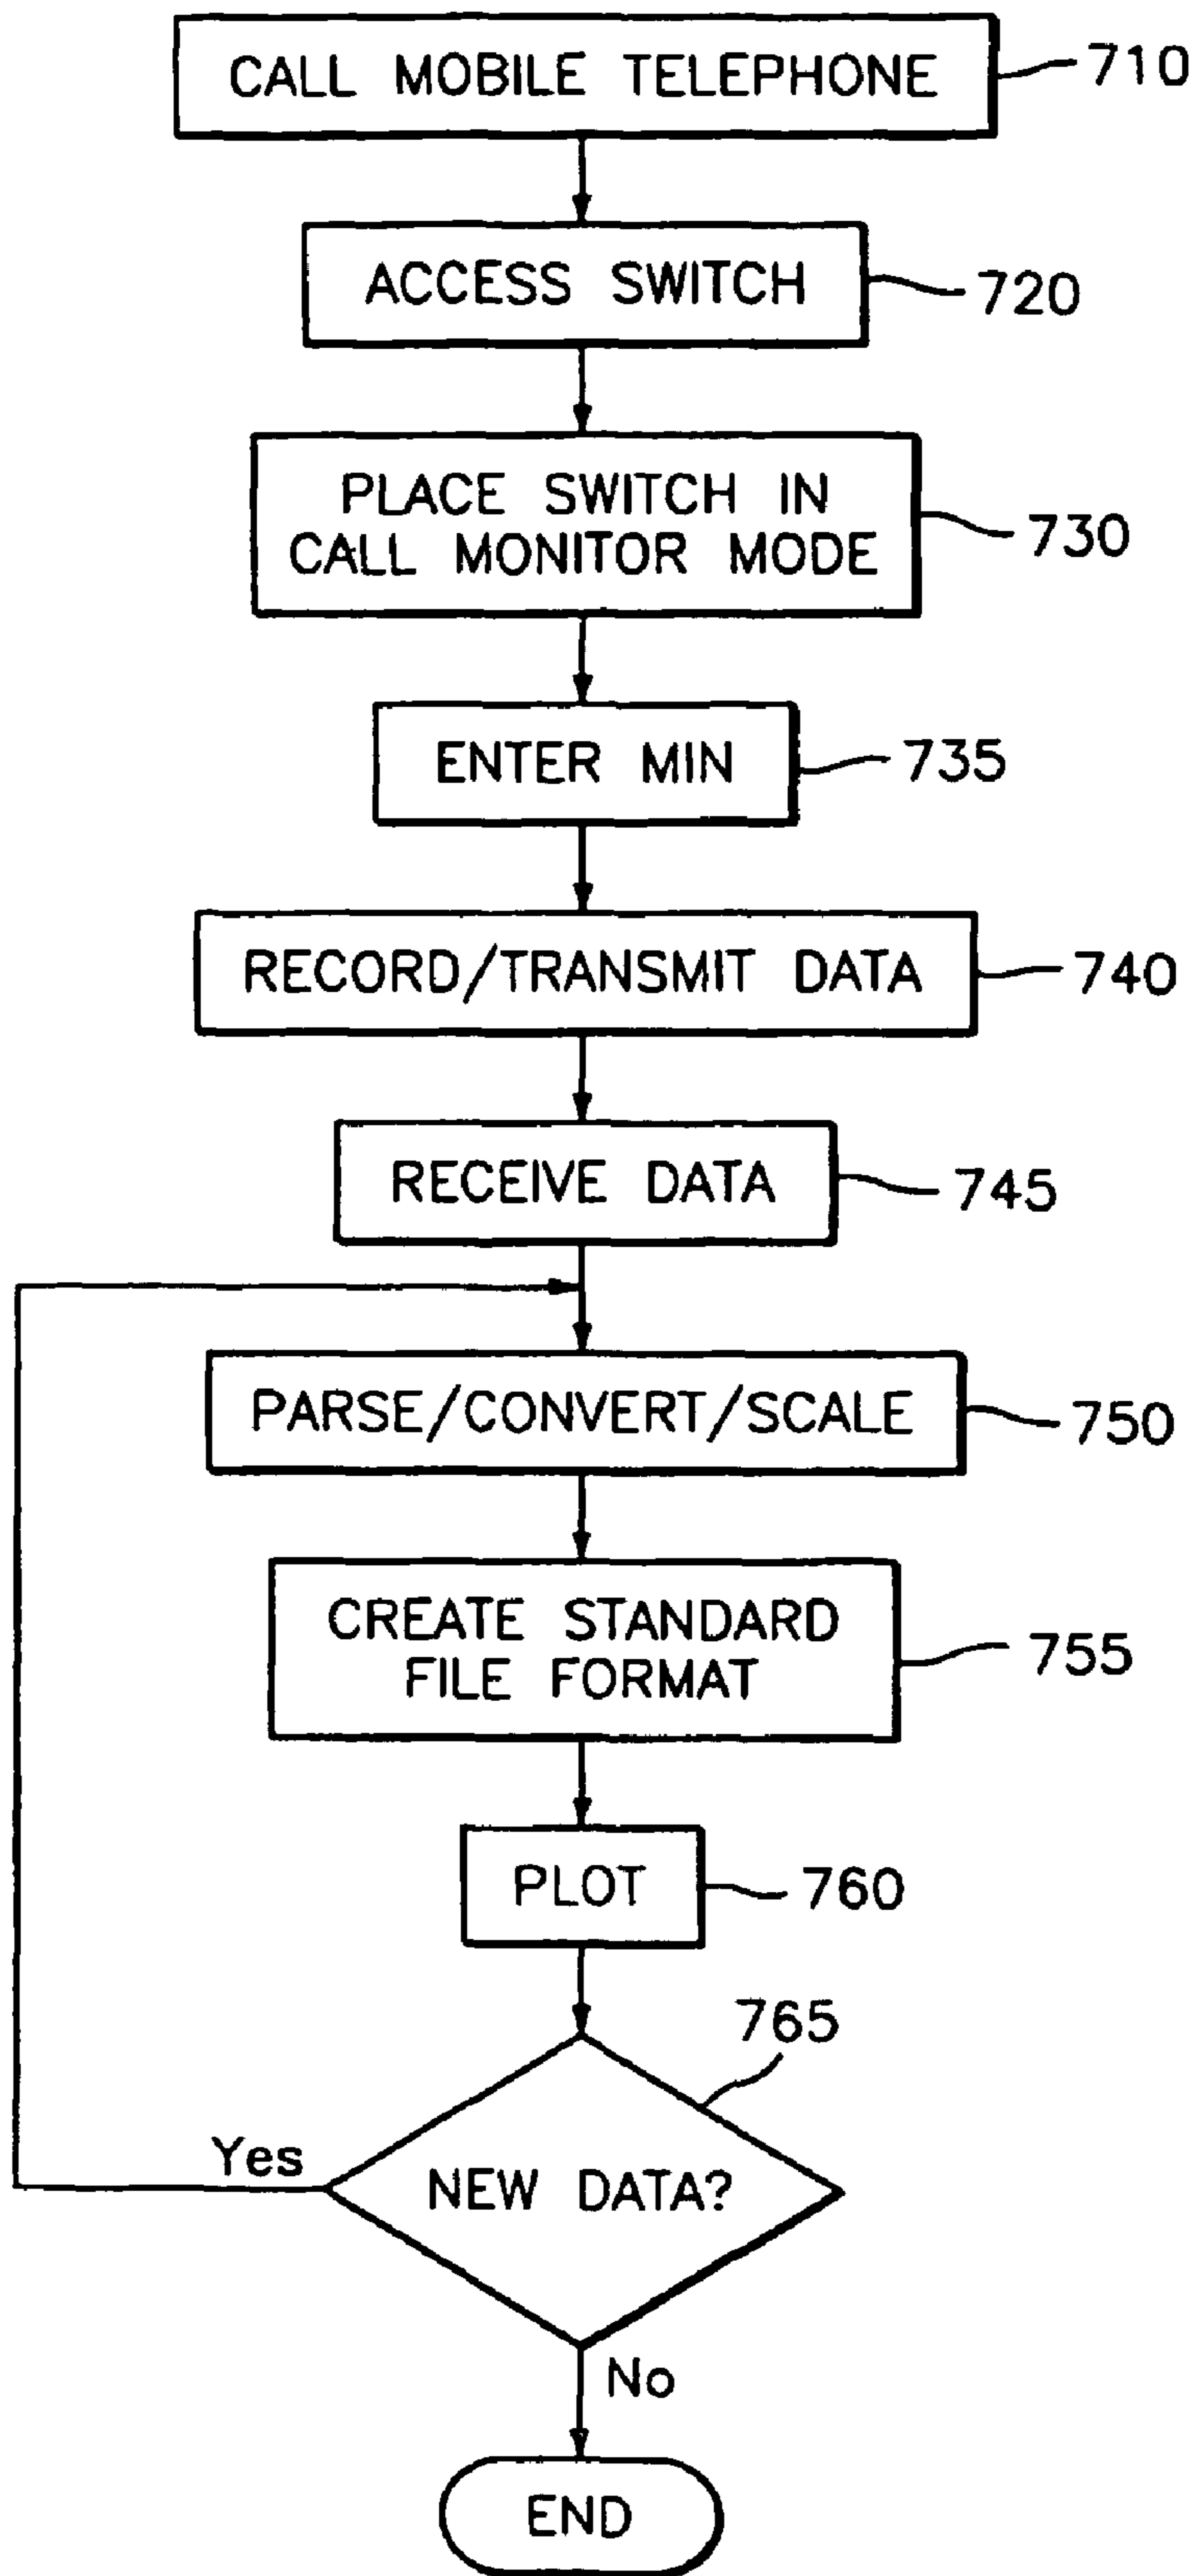 CALL MOBILE TELEPHONE
710
ACCESS SWITCH
720
PLACE SWITCH IN
CALL MONITOR MODE
730
ENTER MIN
735
RECORD/TRANSMIT DATA
740
RECEIVE DATA
745
PARSE/CONVERT/SCALE
750
CREATE STANDARD
FILE FORMAT
755
PLOT
760
765
NEW DATA?
Yes
No
END